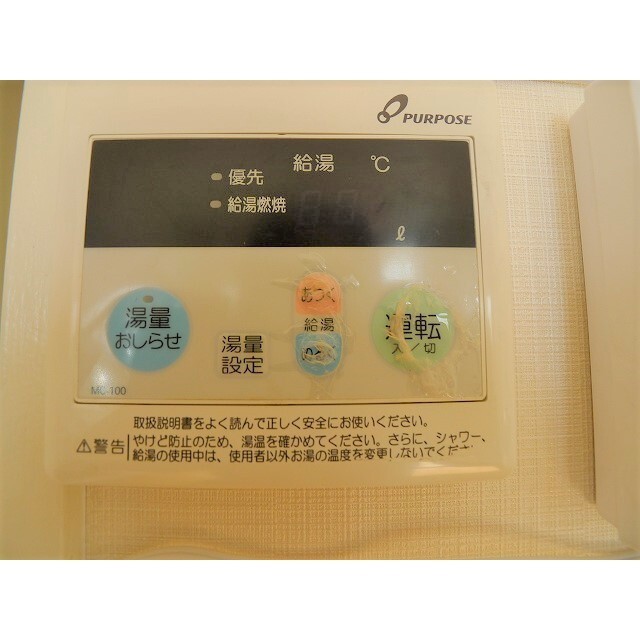 PURPOSE
給湯 ℃
優先
給湯燃焼
ℓ
湯量
おしらせ
湯量
設定
あつく
給湯
ぬるく
運転
入/切
MC-100
取扱説明書をよく読んで正しく安全にお使いください。
⚠警告
やけど防止のため、湯温を確かめてください。さらに、シャワー、
給湯の使用中は、使用者以外お湯の温度を変更しないでください